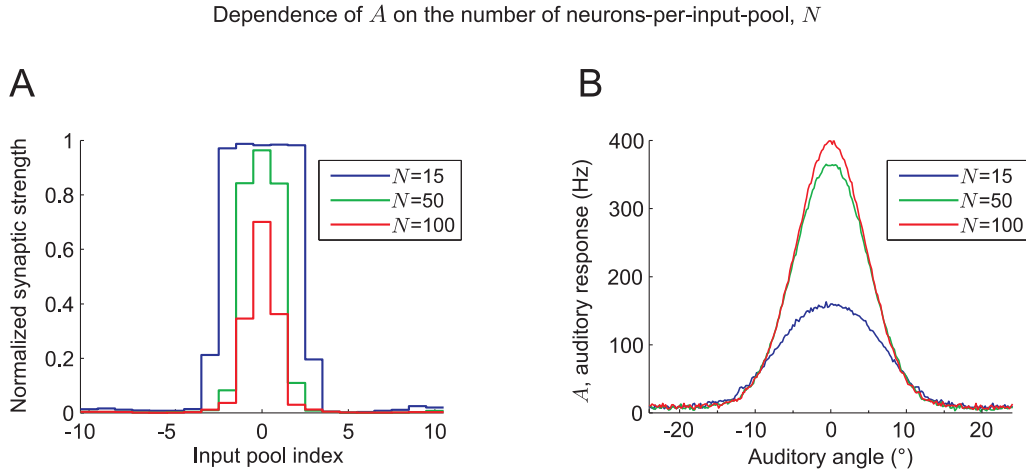 Dependence of A on the number of neurons-per-input-pool, N
A
B
Normalized synaptic strength
1
0.8
0.6
0.4
0.2
0
-10
-5
0
5
10
Input pool index
N=15
N=50
N=100
A, auditory response (Hz)
400
300
200
100
0
-20
-10
0
10
20
Auditory angle (°)
N=15
N=50
N=100